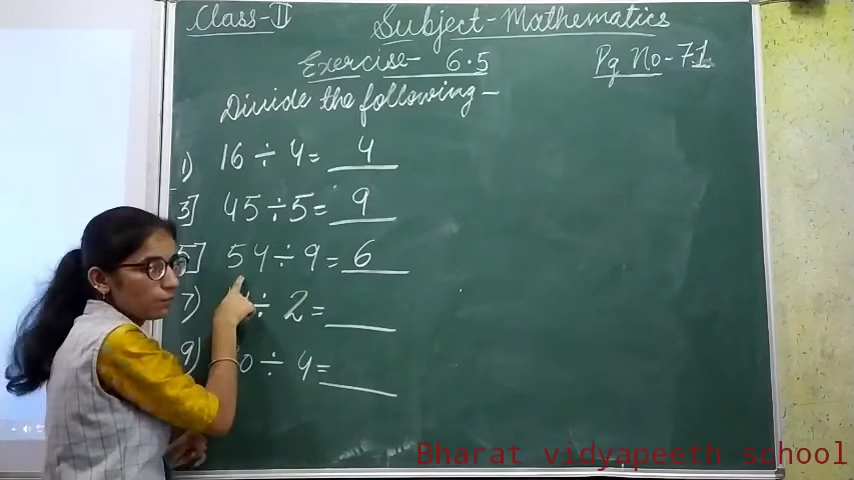 Class-II
Subject-Mathematics
Exercise- 6.5
Pg No-71
Divide the following-
1) 16 ÷ 4 = 4
3] 45 ÷ 5 = 9
5] 54 ÷ 9 = 6
7) ÷ 2 =
9) 0 ÷ 4 =
Bharat vidyapeeth school